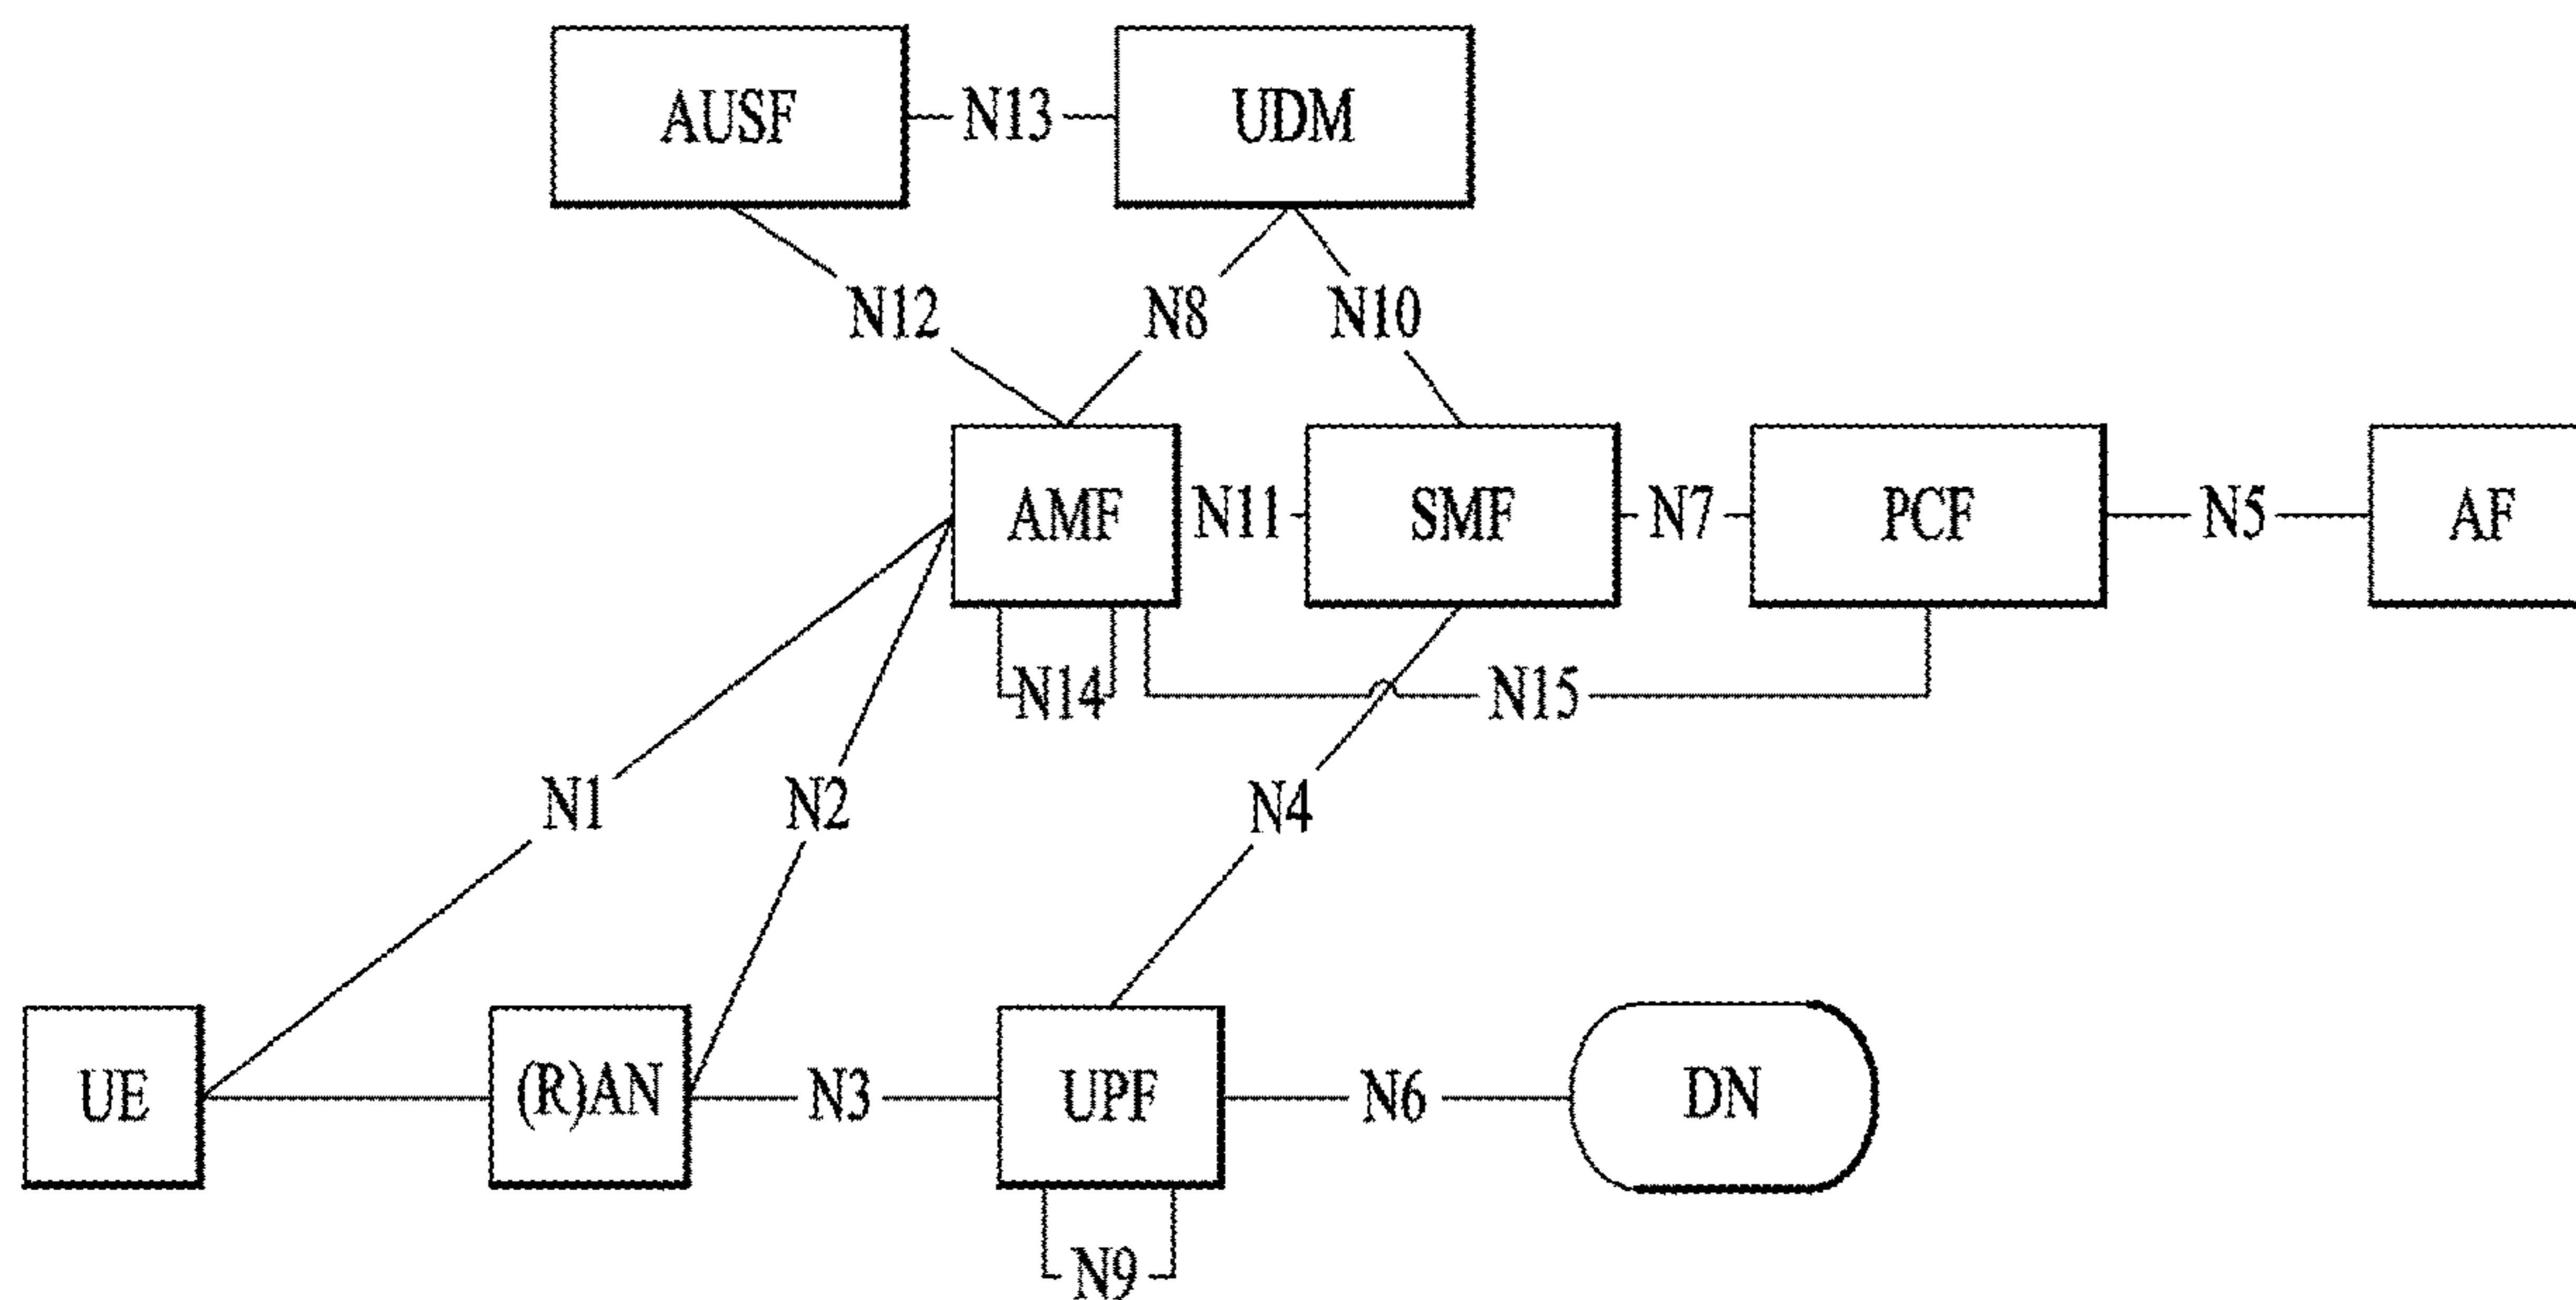 AUSF N13 UDM
N12 N8 N10
AMF N11 SMF N7 PCF N5 AF
N14 N15
N1 N2 N4
UE (R)AN N3 UPF N6 DN
N9